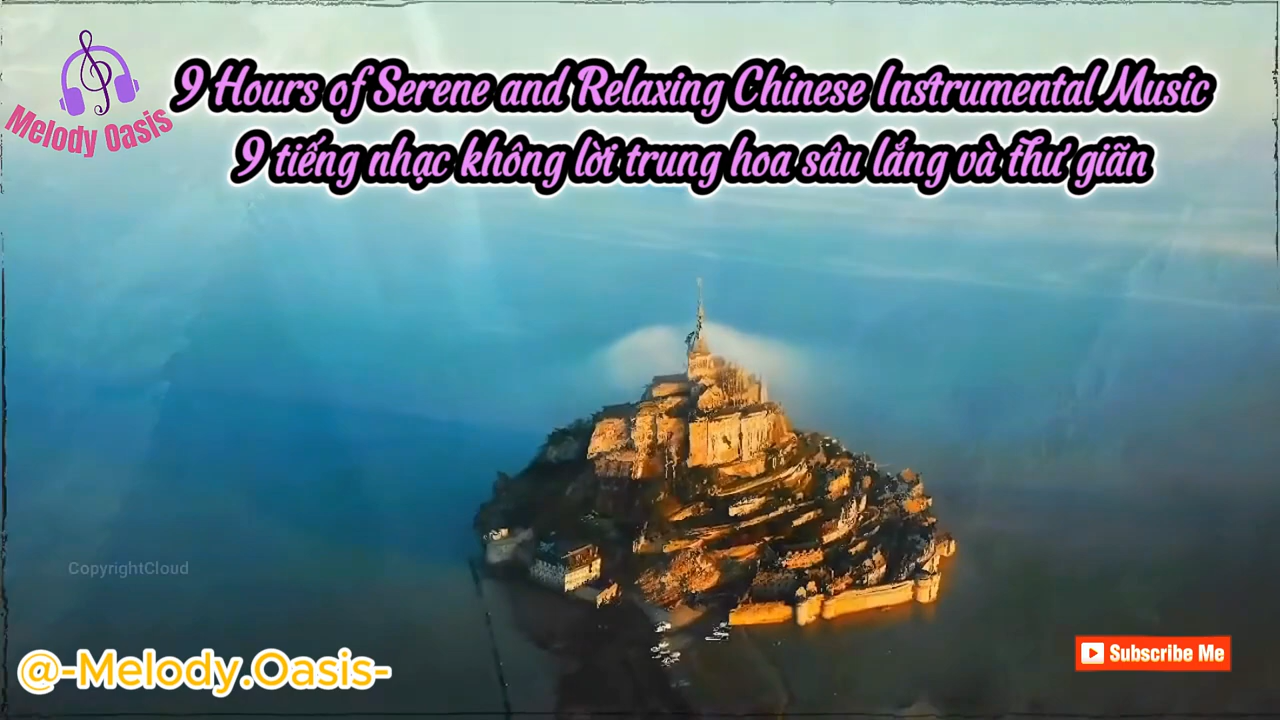 Melody Oasis
9 Hours of Serene and Relaxing Chinese Instrumental Music
9 tiếng nhạc không lời trung hoa sâu lắng và thư giãn
CopyrightCloud
@-Melody.Oasis-
Subscribe Me